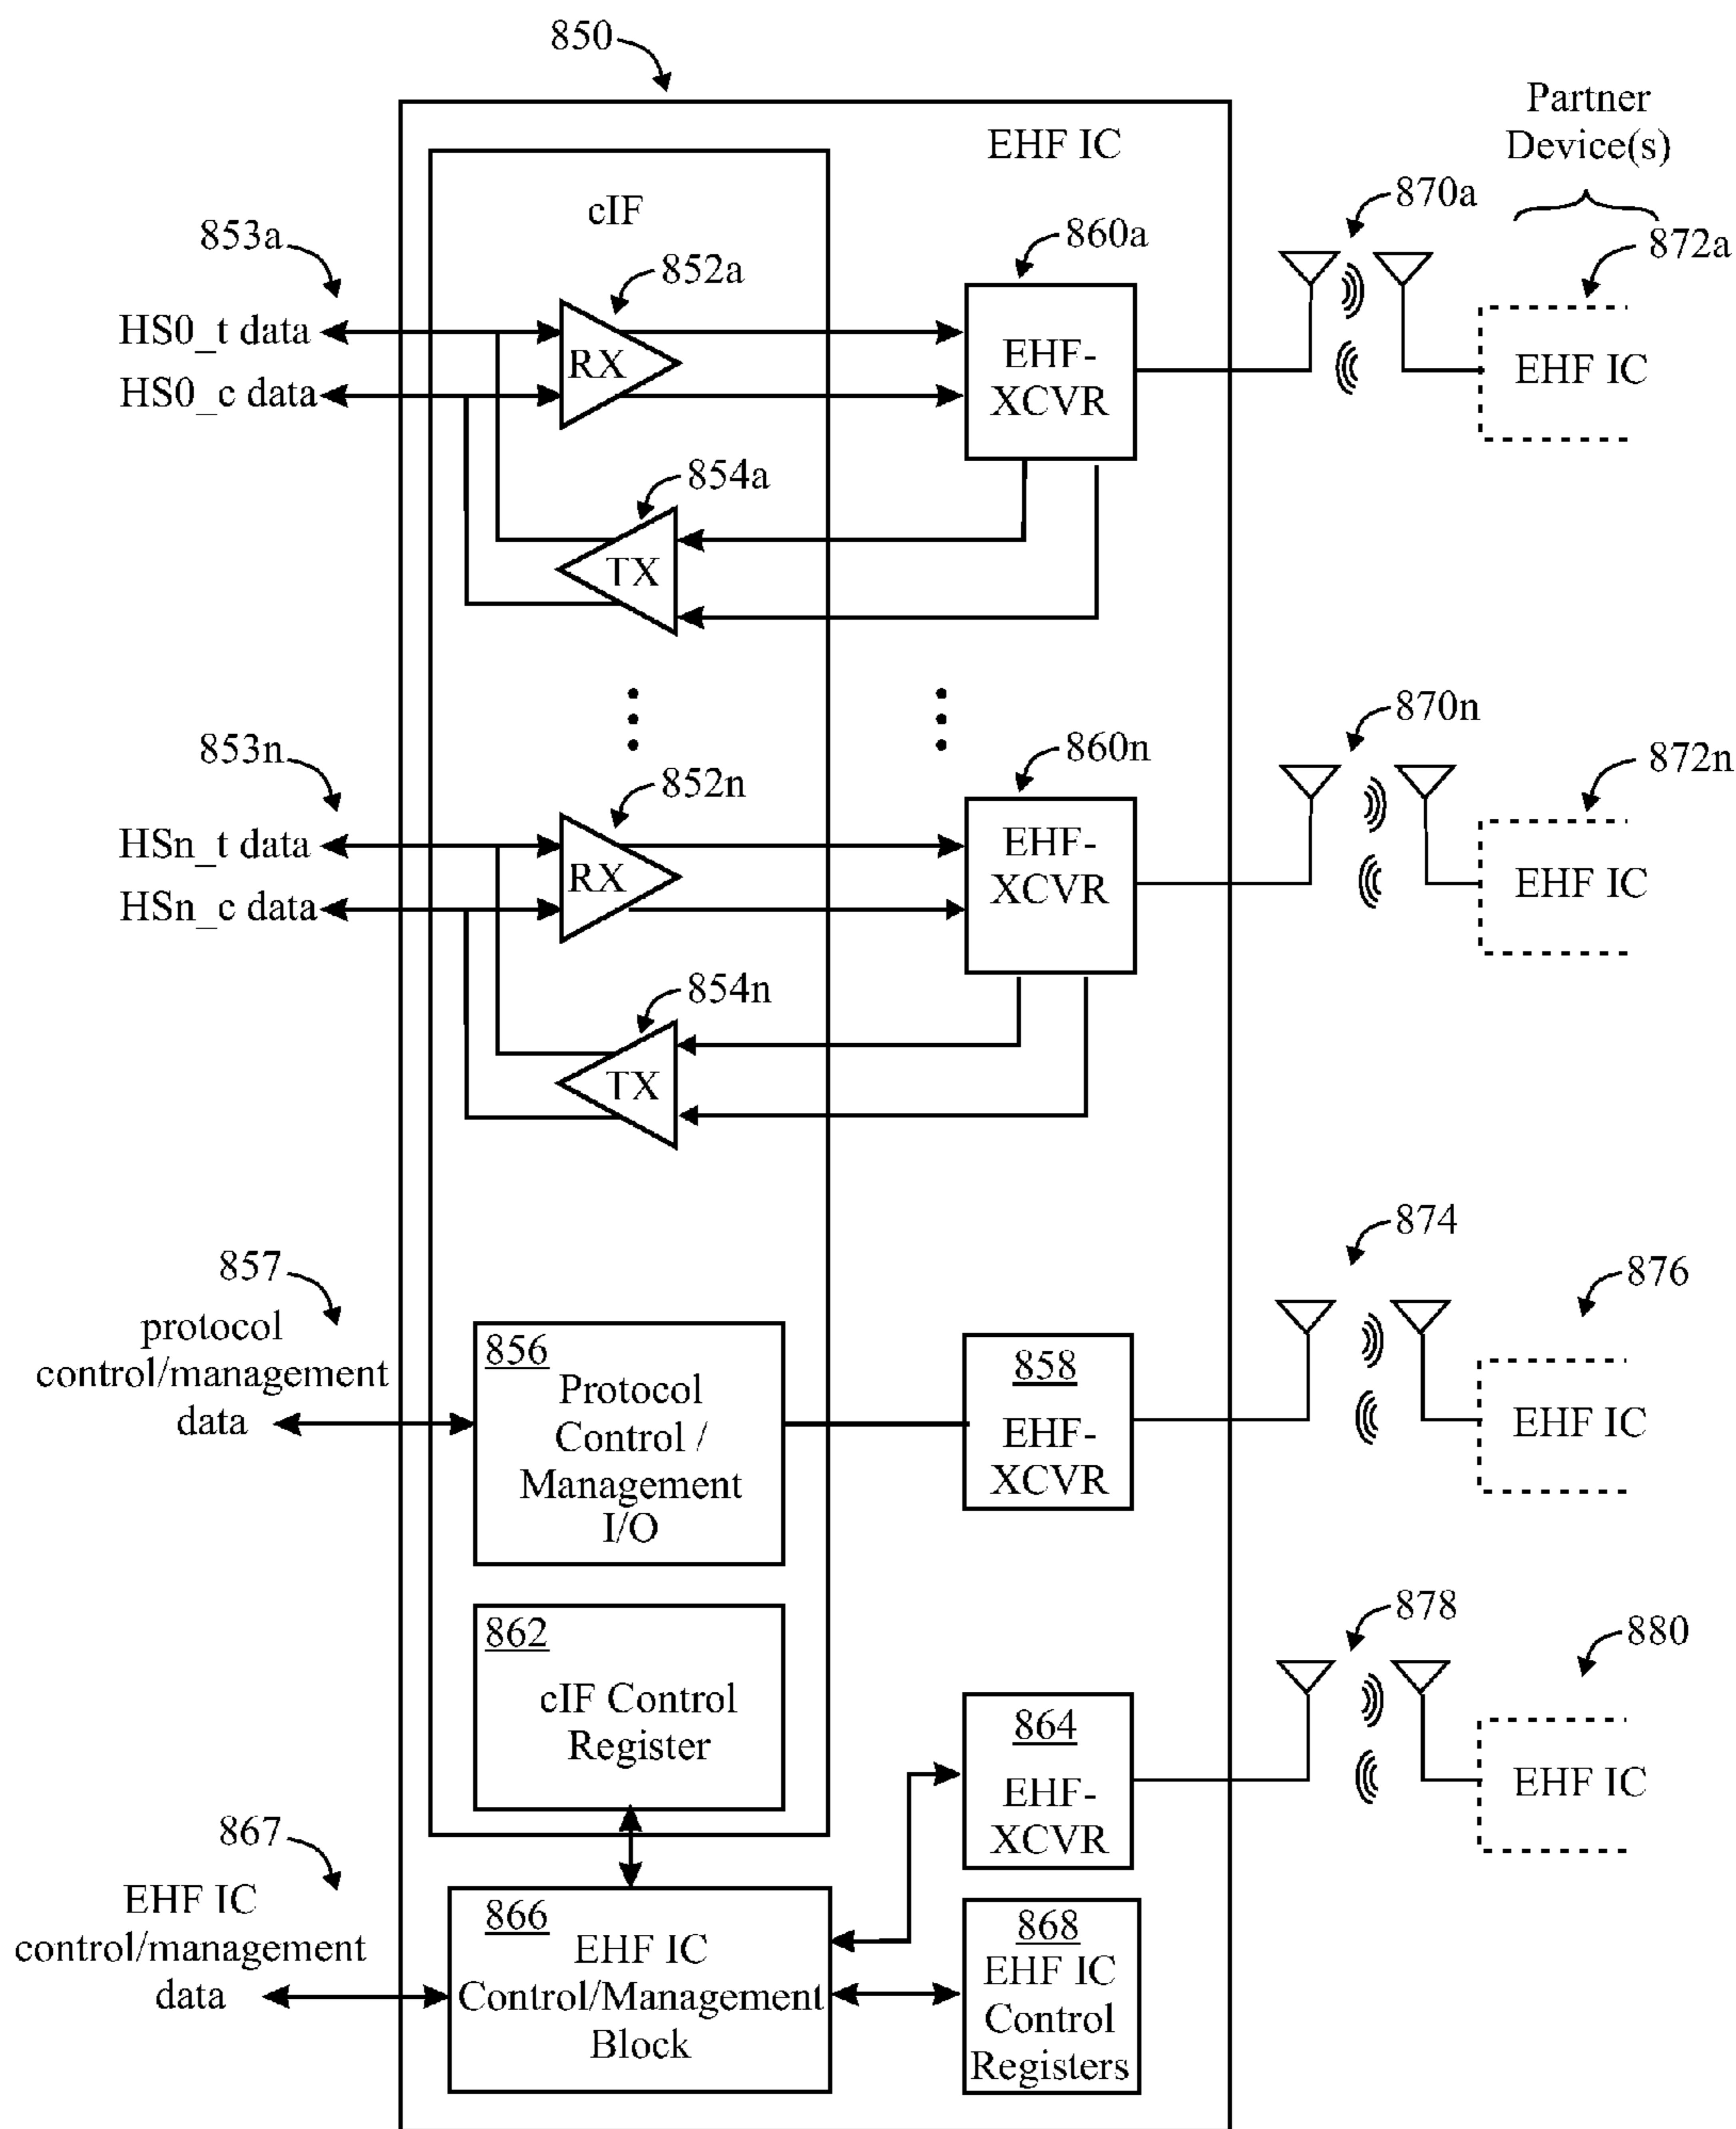 850
EHF IC
Partner
Device(s)
cIF
870a
853a
852a
860a
872a
HS0_t data
RX
EHF-
XCVR
EHF IC
HS0_c data
854a
TX
870n
853n
852n
860n
872n
HSn_t data
RX
EHF-
XCVR
EHF IC
HSn_c data
854n
TX
874
857
876
protocol
control/management
data
856
Protocol
Control /
Management
I/O
858
EHF-
XCVR
EHF IC
878
862
cIF Control
Register
880
864
EHF-
XCVR
EHF IC
867
EHF IC
control/management
data
866
EHF IC
Control/Management
Block
868
EHF IC
Control
Registers